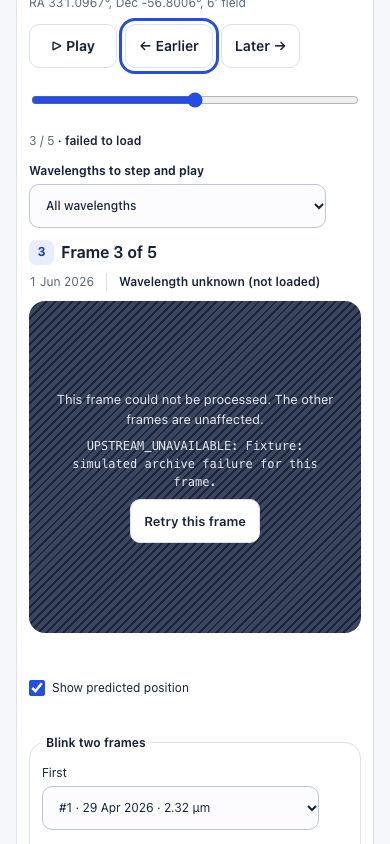 RA 331.0967°, Dec -56.8006°, 6' field
▷ Play
← Earlier
Later →
3 / 5 · failed to load
Wavelengths to step and play
All wavelengths
3 Frame 3 of 5
1 Jun 2026 Wavelength unknown (not loaded)
This frame could not be processed. The other
frames are unaffected.
UPSTREAM_UNAVAILABLE: Fixture:
simulated archive failure for this
frame.
Retry this frame
Show predicted position
Blink two frames
First
#1 · 29 Apr 2026 · 2.32 µm